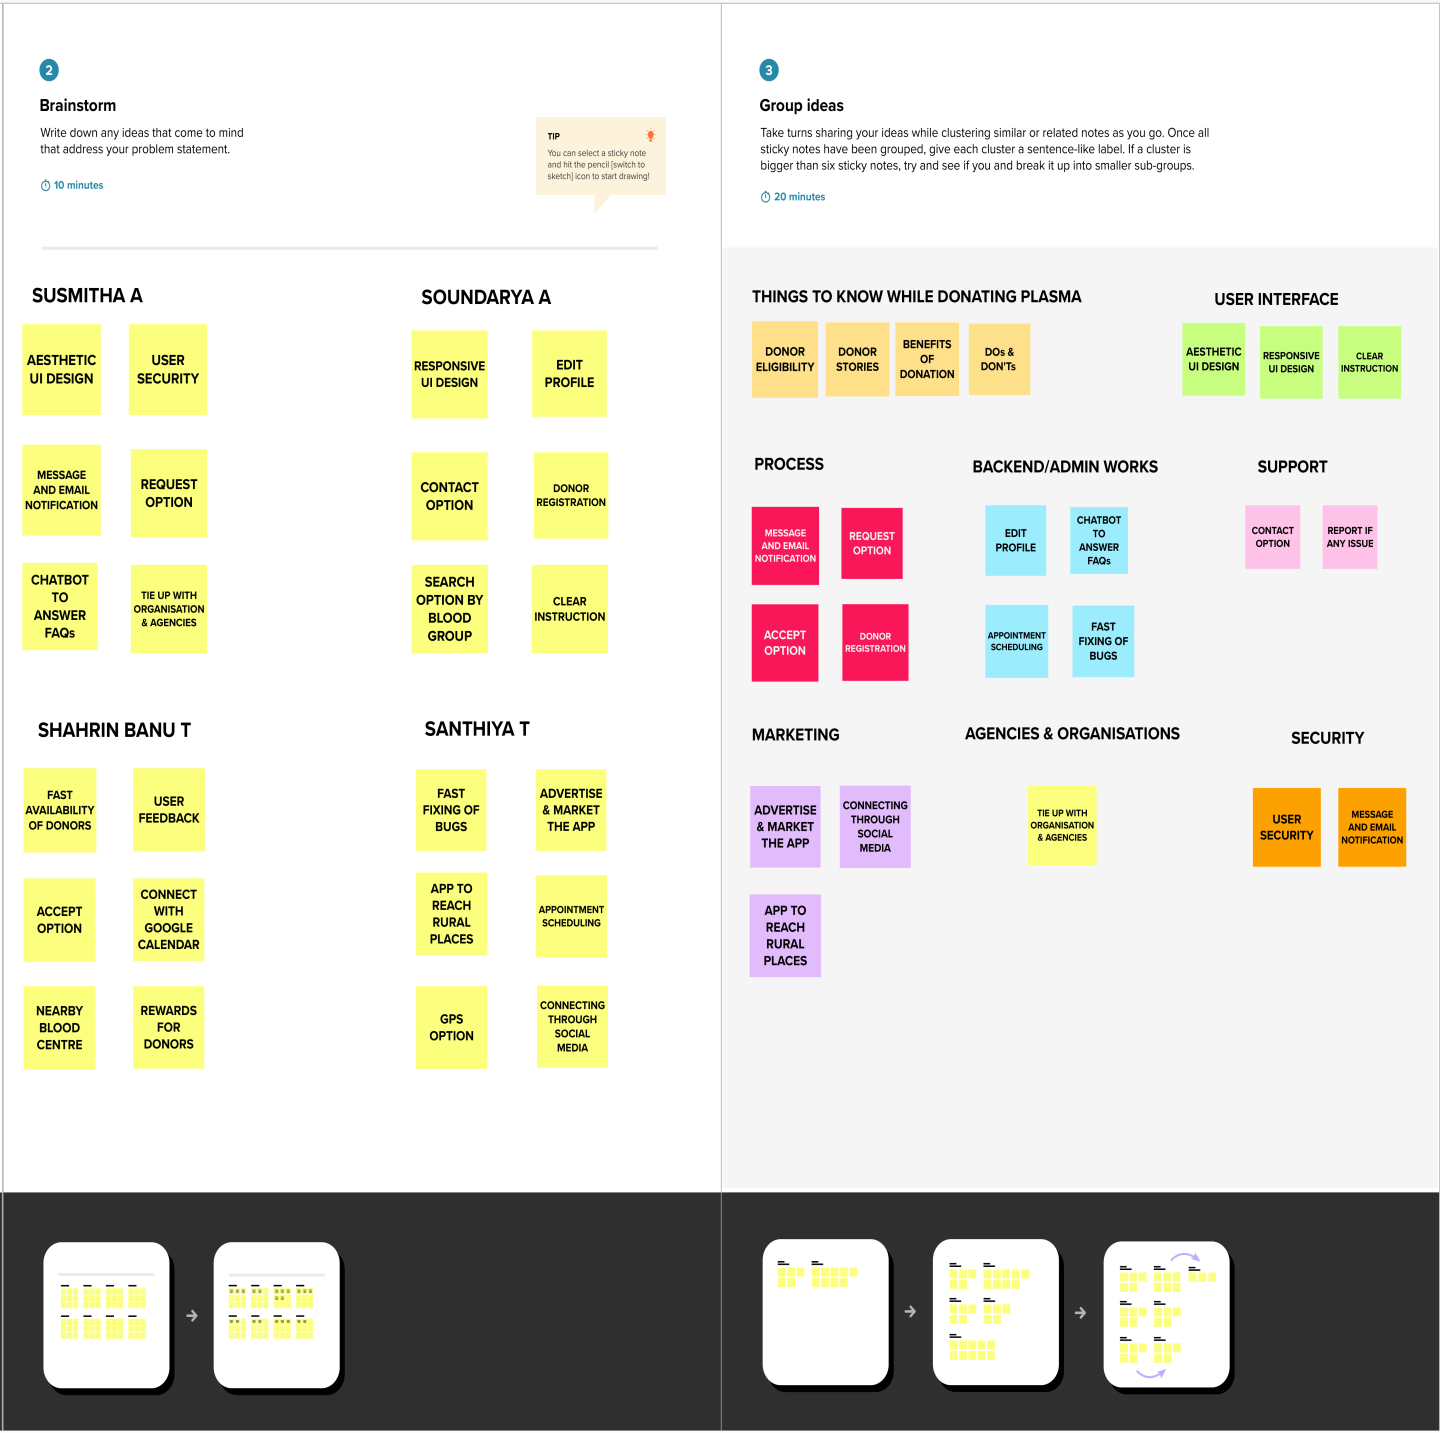 2
Brainstorm
Write down any ideas that come to mind
that address your problem statement.
10 minutes
TIP
You can select a sticky note
and hit the pencil [switch to
sketch] icon to start drawing!
SUSMITHA A
AESTHETIC
UI DESIGN
USER
SECURITY
MESSAGE
AND EMAIL
NOTIFICATION
REQUEST
OPTION
CHATBOT
TO
ANSWER
FAQs
TIE UP WITH
ORGANISATION
& AGENCIES
SOUNDARYA A
RESPONSIVE
UI DESIGN
EDIT
PROFILE
CONTACT
OPTION
DONOR
REGISTRATION
SEARCH
OPTION BY
BLOOD
GROUP
CLEAR
INSTRUCTION
SHAHRIN BANU T
FAST
AVAILABILITY
OF DONORS
USER
FEEDBACK
ACCEPT
OPTION
CONNECT
WITH
GOOGLE
CALENDAR
NEARBY
BLOOD
CENTRE
REWARDS
FOR
DONORS
SANTHIYA T
FAST
FIXING OF
BUGS
ADVERTISE
& MARKET
THE APP
APP TO
REACH
RURAL
PLACES
APPOINTMENT
SCHEDULING
GPS
OPTION
CONNECTING
THROUGH
SOCIAL
MEDIA
3
Group ideas
Take turns sharing your ideas while clustering similar or related notes as you go. Once all
sticky notes have been grouped, give each cluster a sentence-like label. If a cluster is
bigger than six sticky notes, try and see if you and break it up into smaller sub-groups.
20 minutes
THINGS TO KNOW WHILE DONATING PLASMA
DONOR
ELIGIBILITY
DONOR
STORIES
BENEFITS
OF
DONATION
DOs &
DON'Ts
USER INTERFACE
AESTHETIC
UI DESIGN
RESPONSIVE
UI DESIGN
CLEAR
INSTRUCTION
PROCESS
MESSAGE
AND EMAIL
NOTIFICATION
REQUEST
OPTION
ACCEPT
OPTION
DONOR
REGISTRATION
BACKEND/ADMIN WORKS
EDIT
PROFILE
CHATBOT
TO
ANSWER
FAQs
APPOINTMENT
SCHEDULING
FAST
FIXING OF
BUGS
SUPPORT
CONTACT
OPTION
REPORT IF
ANY ISSUE
MARKETING
ADVERTISE
& MARKET
THE APP
CONNECTING
THROUGH
SOCIAL
MEDIA
APP TO
REACH
RURAL
PLACES
AGENCIES & ORGANISATIONS
TIE UP WITH
ORGANISATION
& AGENCIES
SECURITY
USER
SECURITY
MESSAGE
AND EMAIL
NOTIFICATION